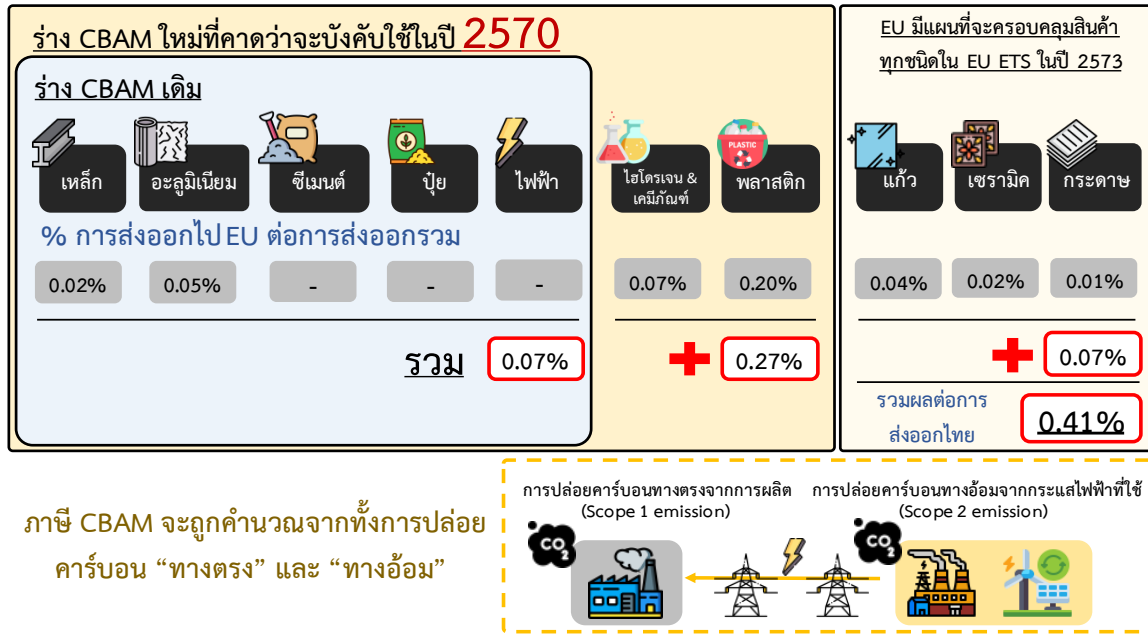 ร่าง CBAM ใหม่ที่คาดว่าจะบังคับใช้ในปี 2570
ร่าง CBAM เดิม
เหล็ก
อะลูมิเนียม
ซีเมนต์
ปุ๋ย
ไฟฟ้า
ไฮโดรเจน &
เคมีภัณฑ์
PLASTIC
พลาสติก
% การส่งออกไป EU ต่อการส่งออกรวม
0.02%
0.05%
-
-
-
0.07%
0.20%
รวม
0.07%
0.27%
EU มีแผนที่จะครอบคลุมสินค้า
ทุกชนิดใน EU ETS ในปี 2573
แก้ว
เซรามิค
กระดาษ
0.04%
0.02%
0.01%
0.07%
รวมผลต่อการ
ส่งออกไทย
0.41%
ภาษี CBAM จะถูกคำนวณจากทั้งการปล่อย
คาร์บอน “ทางตรง” และ “ทางอ้อม”
การปล่อยคาร์บอนทางตรงจากการผลิต
(Scope 1 emission)
CO2
การปล่อยคาร์บอนทางอ้อมจากกระแสไฟฟ้าที่ใช้
(Scope 2 emission)
CO2